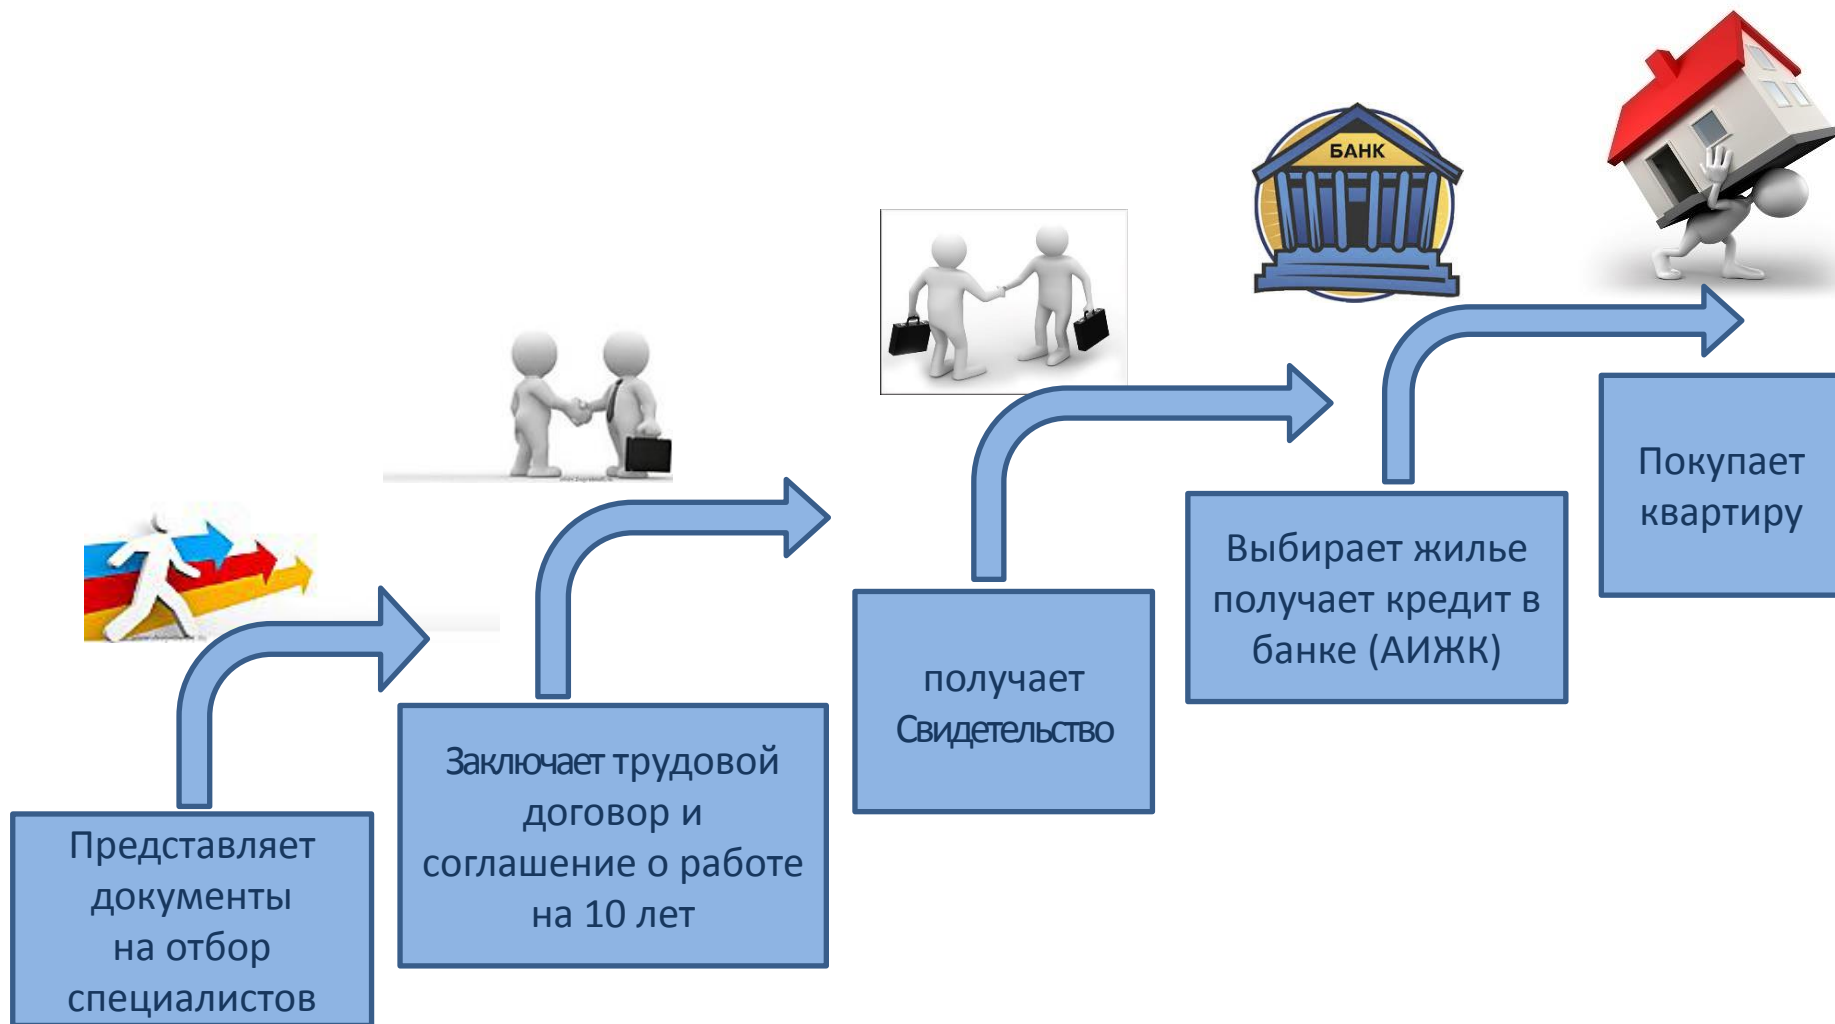 Представляет
документы
на отбор
специалистов
Заключает трудовой
договор и
соглашение о работе
на 10 лет
получает
Свидетельство
БАНК
Выбирает жилье
получает кредит в
банке (АИЖК)
Покупает
квартиру